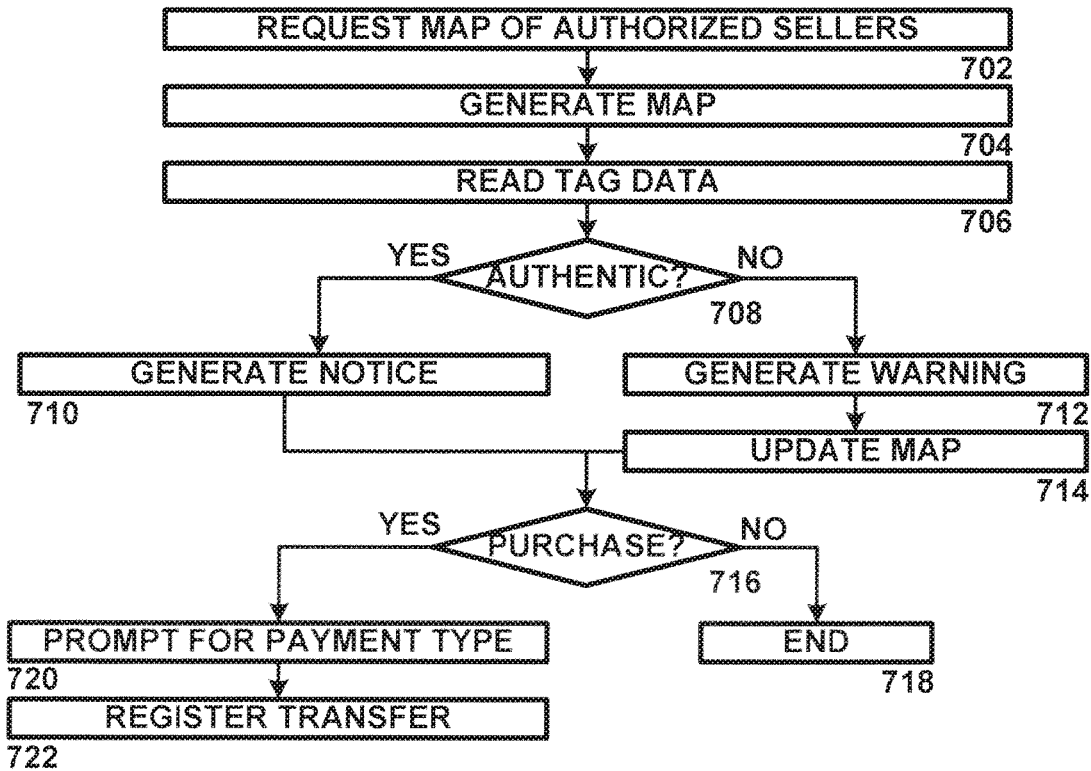 REQUEST MAP OF AUTHORIZED SELLERS
702
GENERATE MAP
704
READ TAG DATA
706
YES
NO
AUTHENTIC?
708
GENERATE NOTICE
710
GENERATE WARNING
712
UPDATE MAP
714
YES
NO
PURCHASE?
716
PROMPT FOR PAYMENT TYPE
720
END
718
REGISTER TRANSFER
722